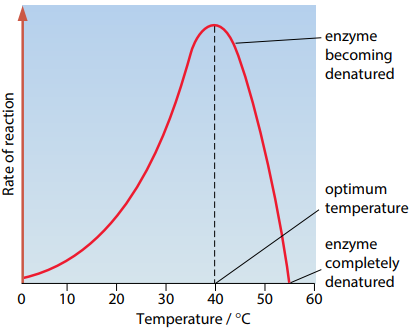 enzyme
becoming
denatured
Rate of reaction
optimum
temperature
enzyme
completely
denatured
0 10 20 30 40 50 60
Temperature / °C